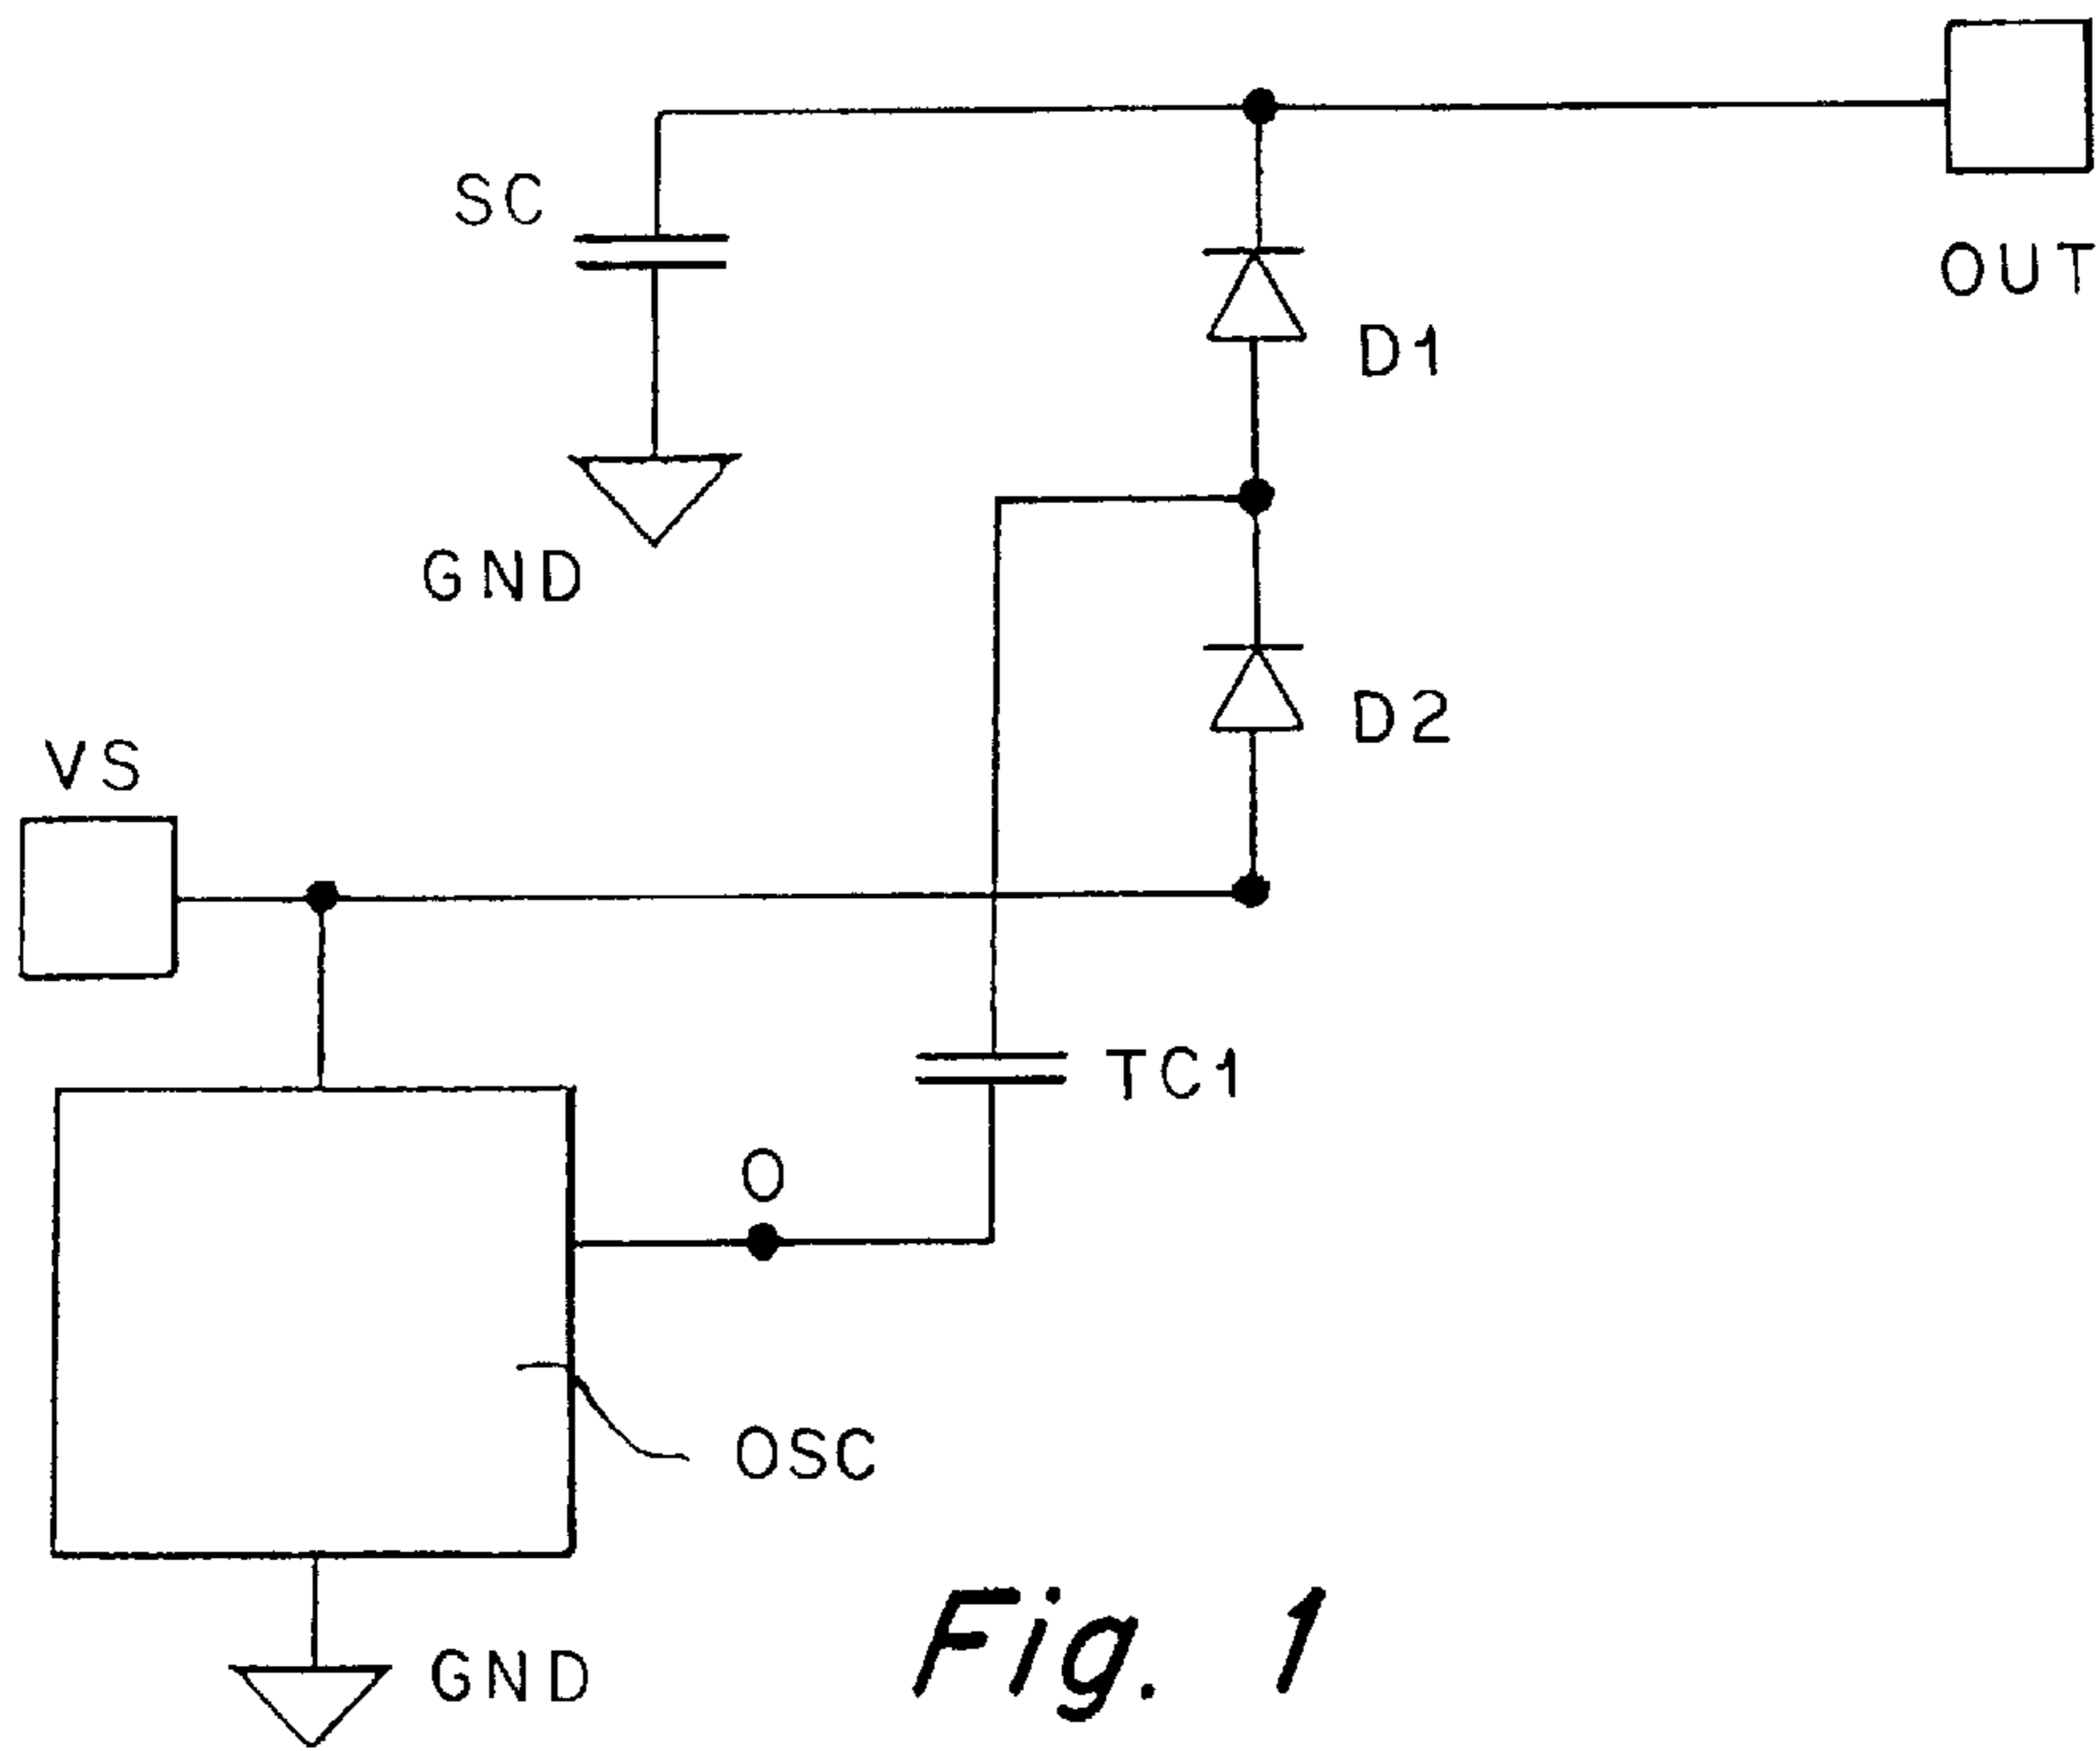 SC
OUT
D1
GND
D2
VS
TC1
O
OSC
GND
Fig. 1